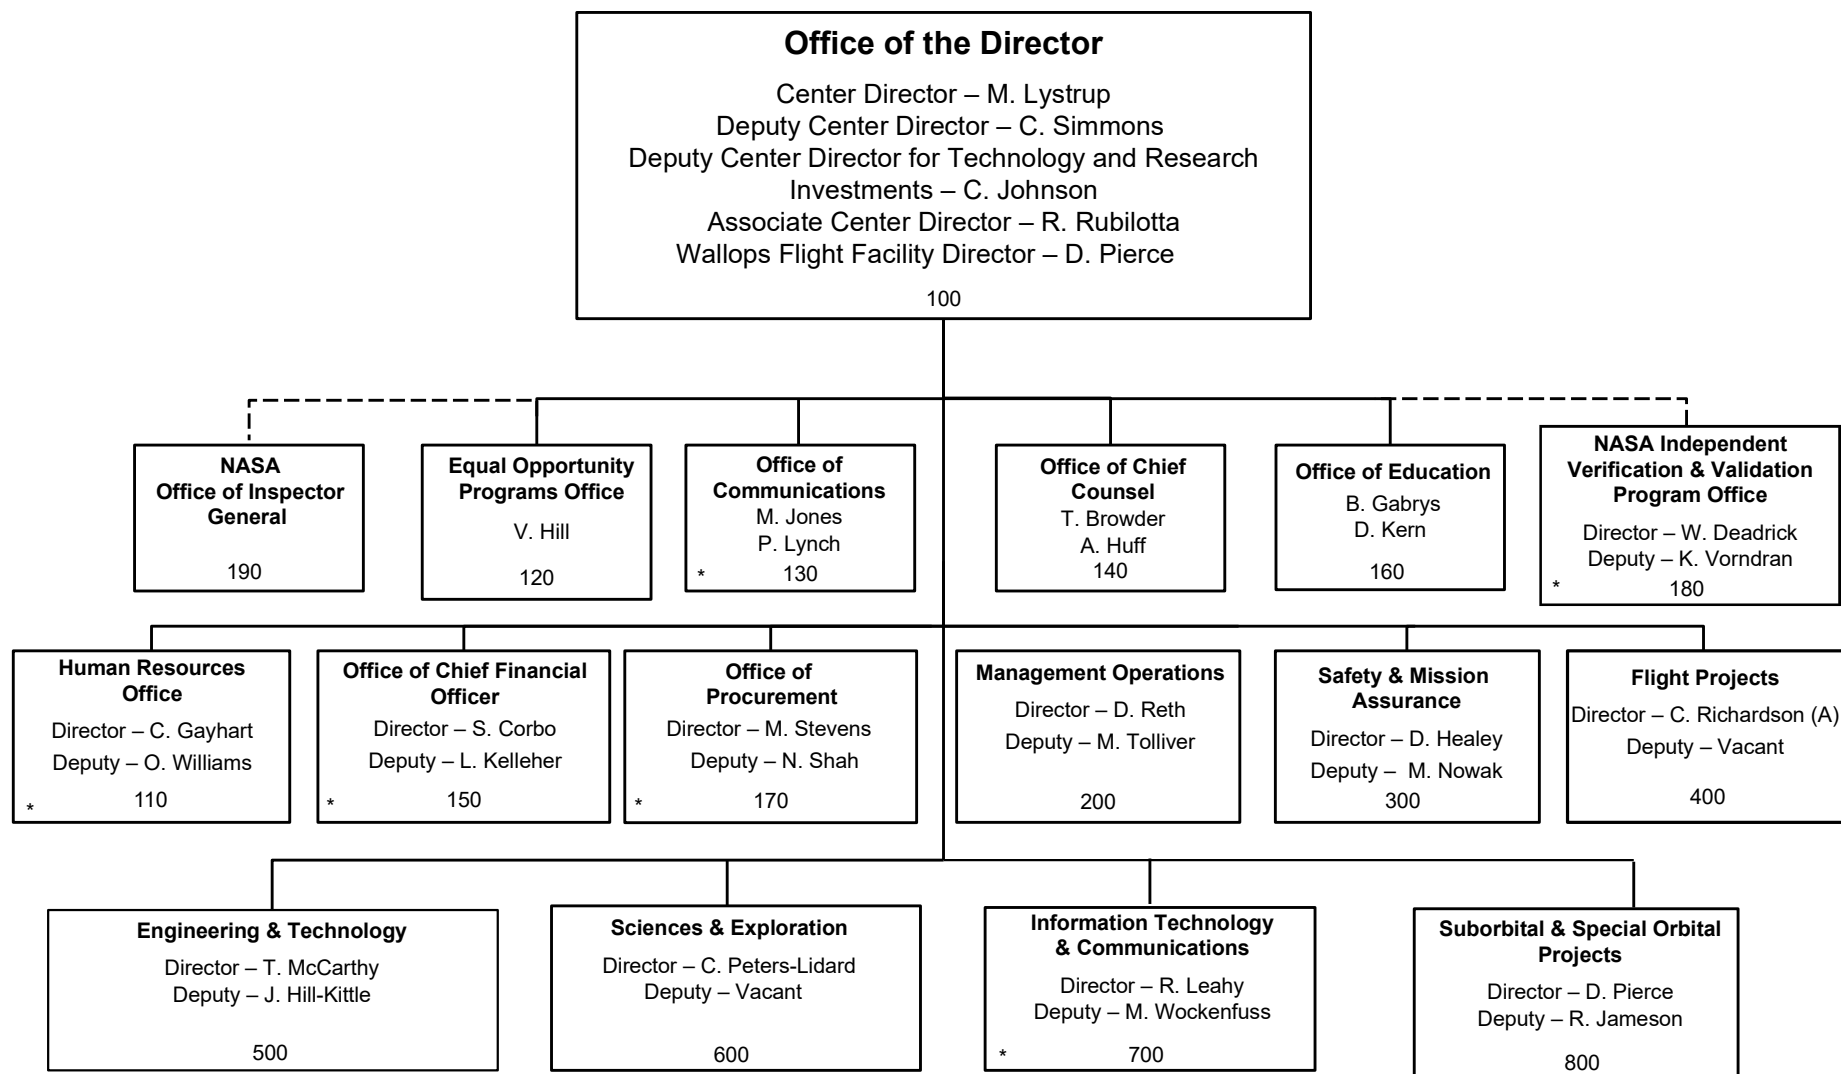 Office of the Director
Center Director – M. Lystrup
Deputy Center Director – C. Simmons
Deputy Center Director for Technology and Research
Investments – C. Johnson
Associate Center Director – R. Rubilotta
Wallops Flight Facility Director – D. Pierce
100
NASA
Office of Inspector
General
190
Equal Opportunity
Programs Office
V. Hill
120
Office of
Communications
M. Jones
P. Lynch
* 130
Office of Chief
Counsel
T. Browder
A. Huff
140
Office of Education
B. Gabrys
D. Kern
160
NASA Independent
Verification & Validation
Program Office
Director – W. Deadrick
Deputy – K. Vorndran
* 180
Human Resources
Office
Director – C. Gayhart
Deputy – O. Williams
* 110
Office of Chief Financial
Officer
Director – S. Corbo
Deputy – L. Kelleher
* 150
Office of
Procurement
Director – M. Stevens
Deputy – N. Shah
* 170
Management Operations
Director – D. Reth
Deputy – M. Tolliver
200
Safety & Mission
Assurance
Director – D. Healey
Deputy – M. Nowak
300
Flight Projects
Director – C. Richardson (A)
Deputy – Vacant
400
Engineering & Technology
Director – T. McCarthy
Deputy – J. Hill-Kittle
500
Sciences & Exploration
Director – C. Peters-Lidard
Deputy – Vacant
600
Information Technology
& Communications
Director – R. Leahy
Deputy – M. Wockenfuss
* 700
Suborbital & Special Orbital
Projects
Director – D. Pierce
Deputy – R. Jameson
800